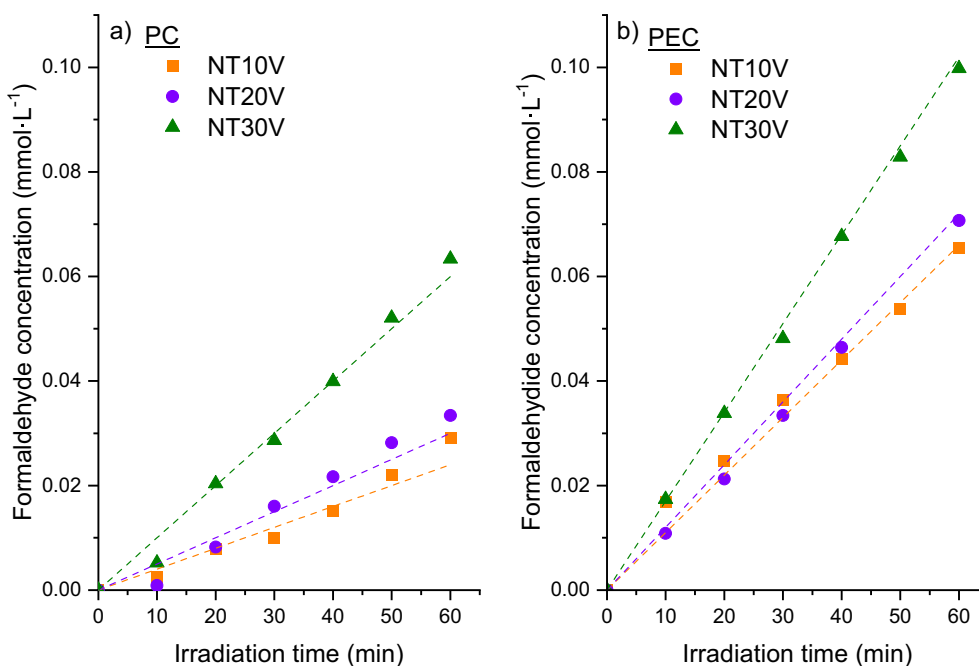 a) PC
NT10V
NT20V
NT30V
Formaldehyde concentration (mmol·L⁻¹)
0.10
0.08
0.06
0.04
0.02
0.00
0 10 20 30 40 50 60
Irradiation time (min)
b) PEC
NT10V
NT20V
NT30V
Formaldehydide concentration (mmol·L⁻¹)
0.10
0.08
0.06
0.04
0.02
0.00
0 10 20 30 40 50 60
Irradiation time (min)